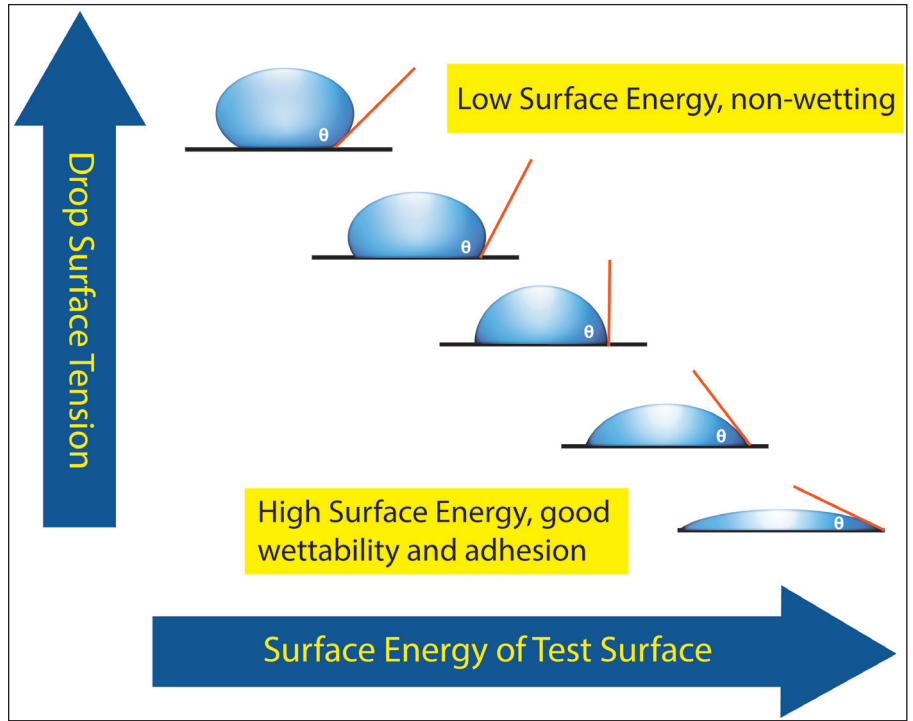 Drop Surface Tension
Low Surface Energy, non-wetting
θ
θ
θ
θ
θ
High Surface Energy, good
wettability and adhesion
Surface Energy of Test Surface